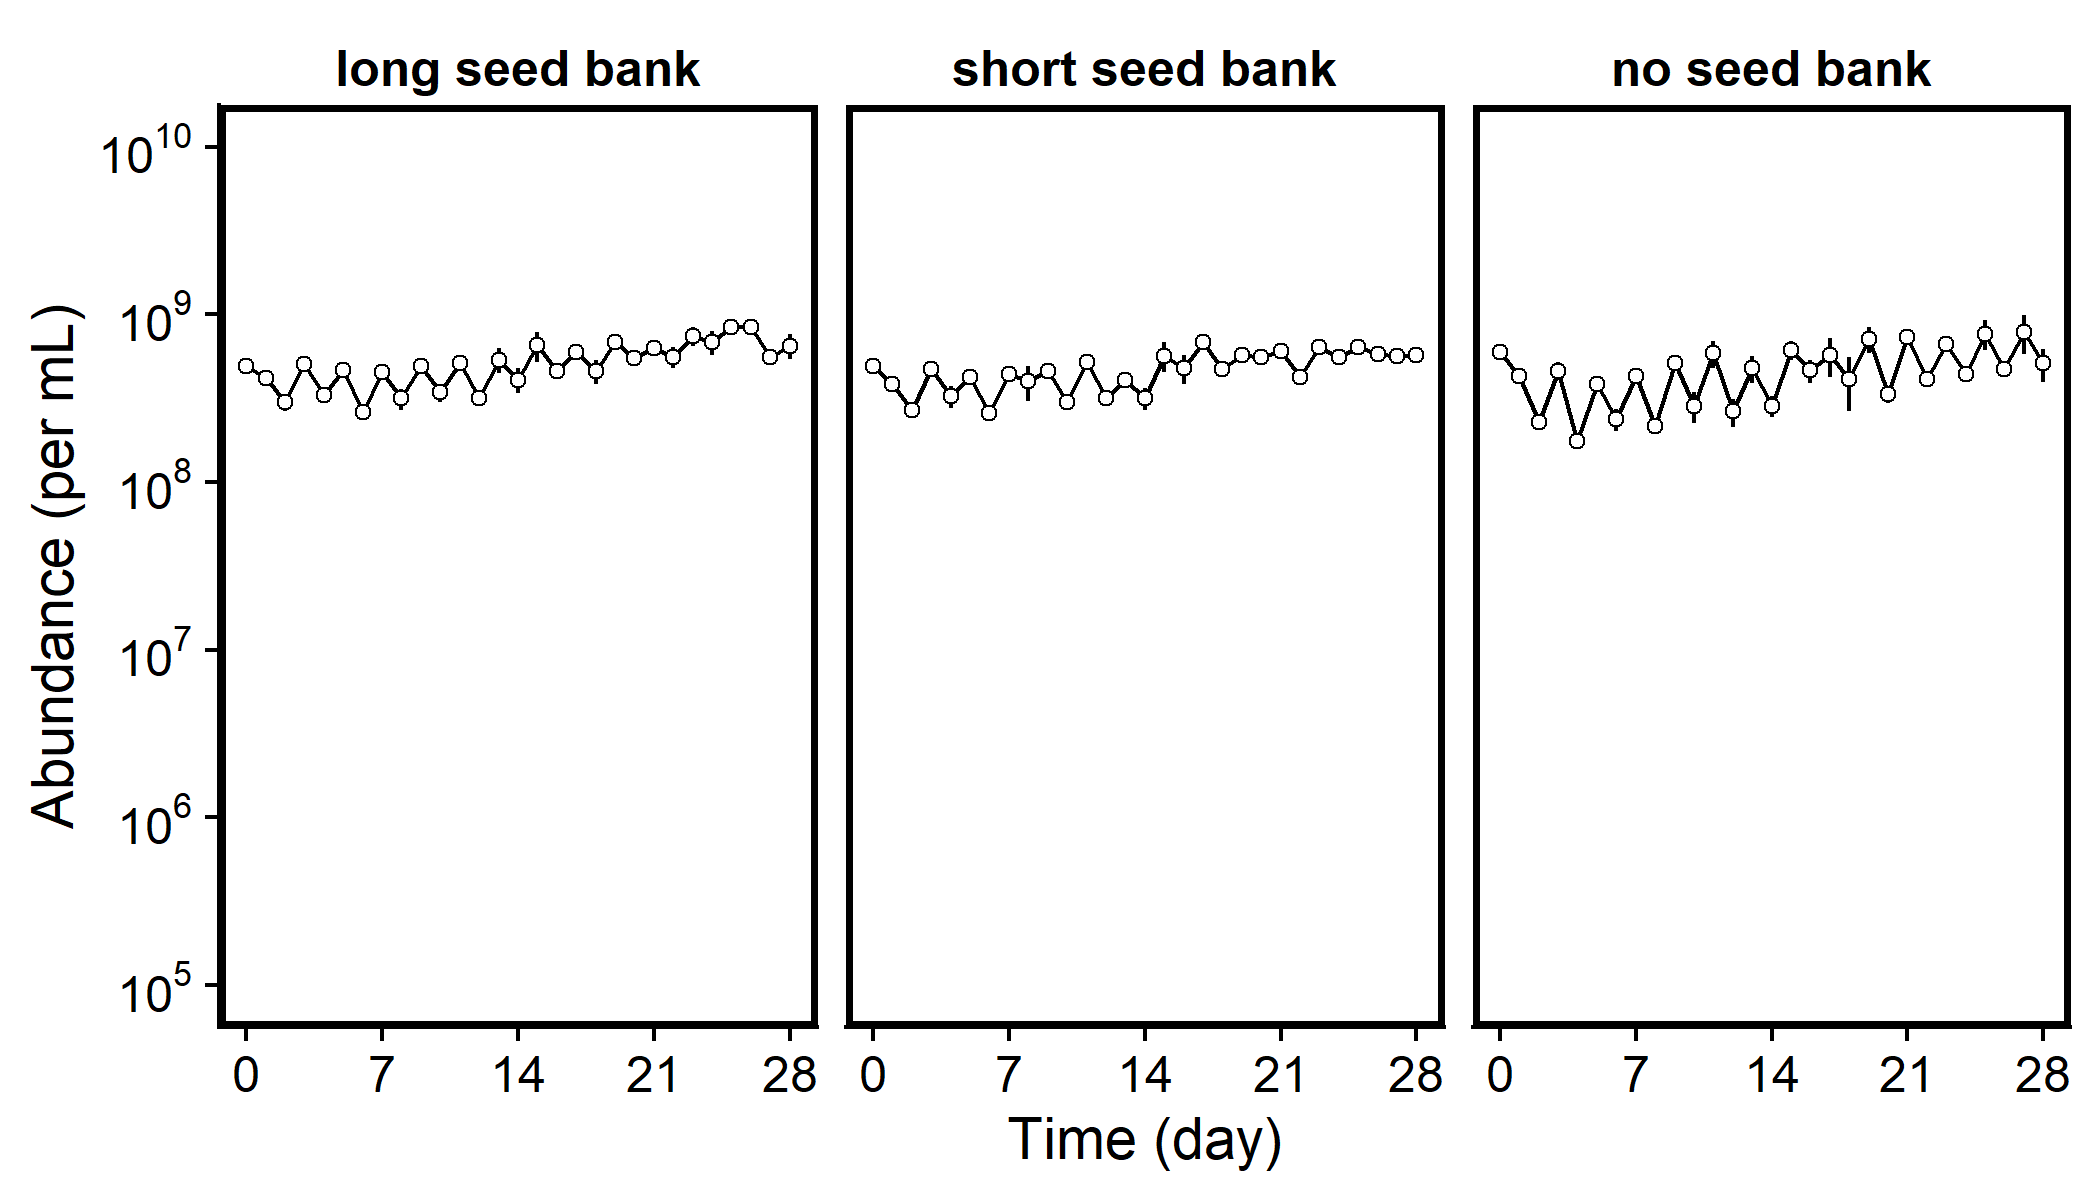 long seed bank short seed bank no seed bank
10^10
10^9
10^8
10^7
10^6
10^5
Abundance (per mL)
0 7 14 21 28 0 7 14 21 28 0 7 14 21 28
Time (day)